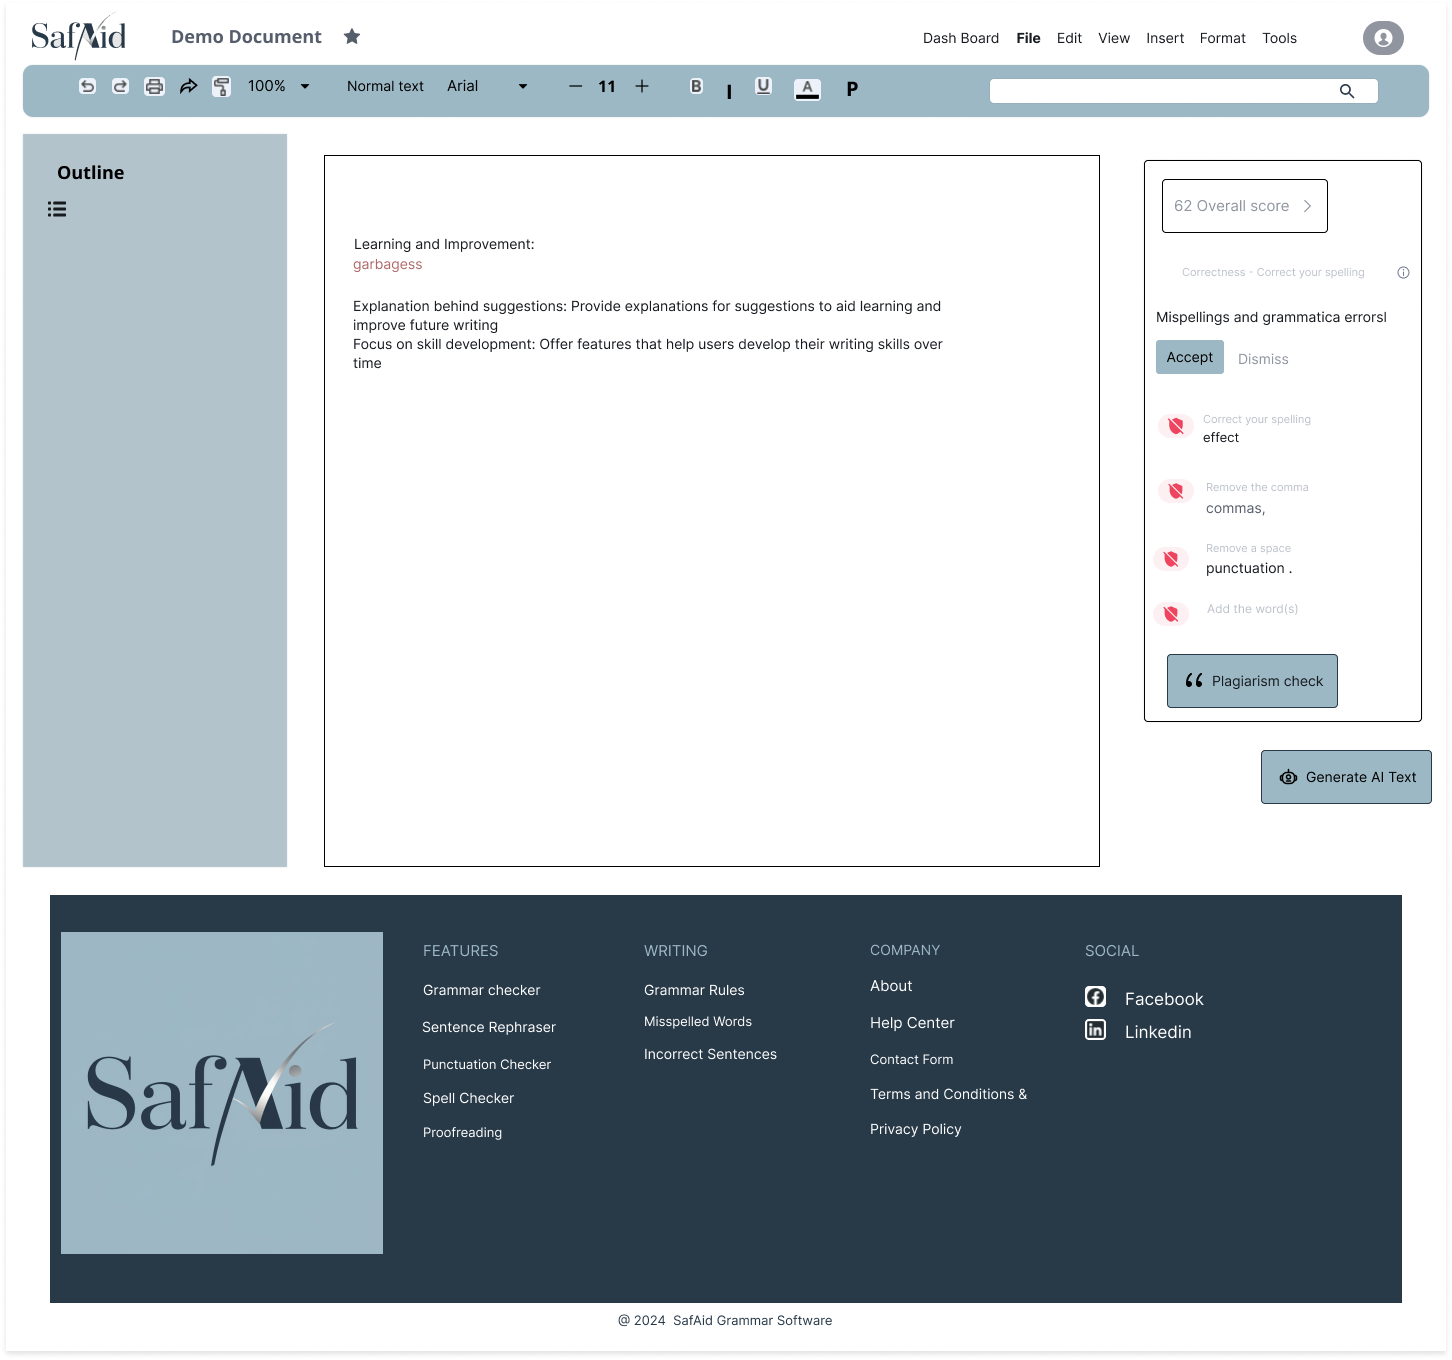 SafAid
Demo Document
Dash Board File Edit View Insert Format Tools
100% Normal text Arial 11 B I U A P
Outline
Learning and Improvement:
garbagess
Explanation behind suggestions: Provide explanations for suggestions to aid learning and
improve future writing
Focus on skill development: Offer features that help users develop their writing skills over
time
62 Overall score
Correctness - Correct your spelling
Mispellings and grammatica errorsl
Accept Dismiss
Correct your spelling
effect
Remove the comma
commas,
Remove a space
punctuation .
Add the word(s)
Plagiarism check
Generate AI Text
SafAid
FEATURES
Grammar checker
Sentence Rephraser
Punctuation Checker
Spell Checker
Proofreading
WRITING
Grammar Rules
Misspelled Words
Incorrect Sentences
COMPANY
About
Help Center
Contact Form
Terms and Conditions &
Privacy Policy
SOCIAL
Facebook
Linkedin
@ 2024 SafAid Grammar Software